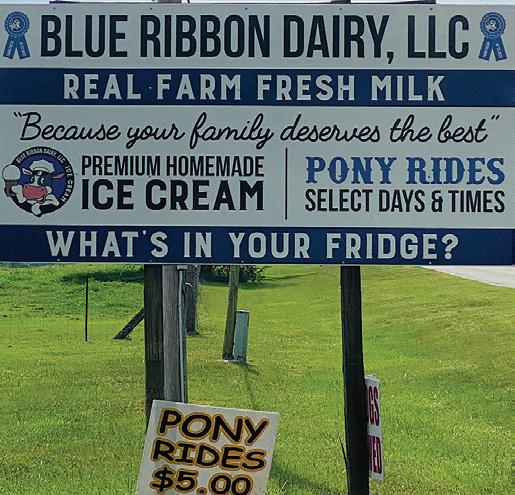 BLUE RIBBON DAIRY, LLC
REAL FARM FRESH MILK
"Because your family deserves the best"
PREMIUM HOMEMADE
ICE CREAM
PONY RIDES
SELECT DAYS & TIMES
WHAT'S IN YOUR FRIDGE?
PONY
RIDES
$5.00